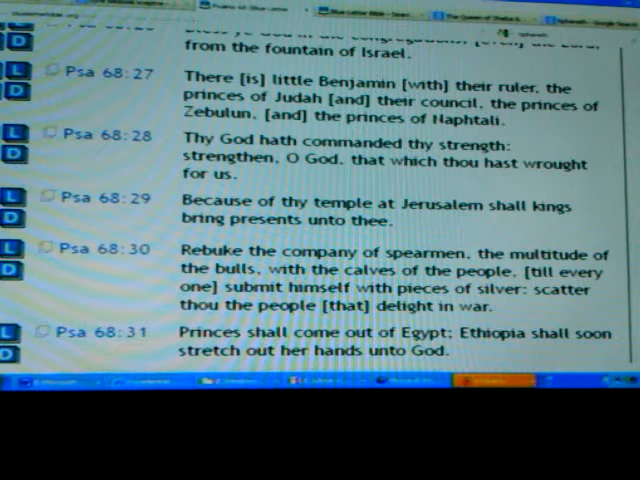 from the fountain of Israel.
L Psa 68:27 There [is] little Benjamin [with] their ruler, the
D princes of Judah [and] their council, the princes of
Zebulun, [and] the princes of Naphtali.
L Psa 68:28 Thy God hath commanded thy strength:
D strengthen, O God, that which thou hast wrought
for us.
L Psa 68:29 Because of thy temple at Jerusalem shall kings
D bring presents unto thee.
L Psa 68:30 Rebuke the company of spearmen, the multitude of
D the bulls, with the calves of the people, [till every
one] submit himself with pieces of silver: scatter
thou the people [that] delight in war.
L Psa 68:31 Princes shall come out of Egypt; Ethiopia shall soon
D stretch out her hands unto God.